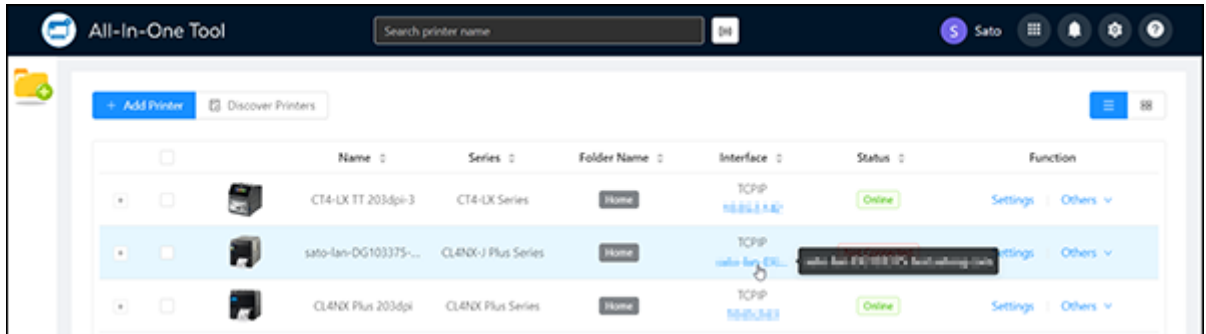 All-In-One Tool
Search printer name
S Sato
+ Add Printer
Discover Printers
Name Series Folder Name Interface Status Function
CT4-LX TT 203dpi-3 CT4-LX Series Home TCPIP Online Settings Others
sato-lan-DG103375-... CL4NX-J Plus Series Home TCPIP ettings Others
CL4NX Plus 203dpi CL4NX Plus Series Home TCPIP Online Settings Others